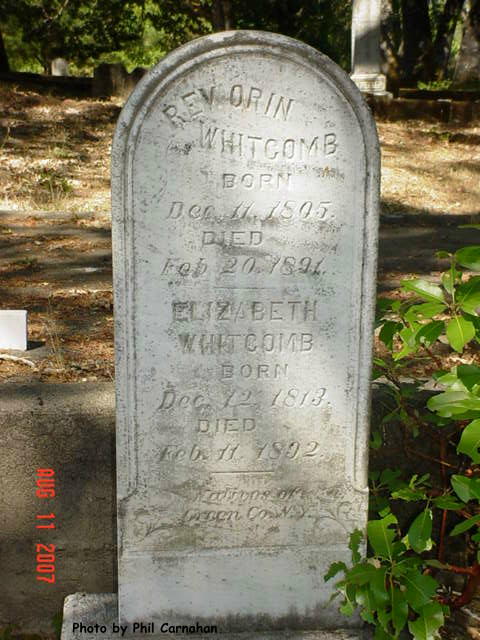 REV ORIN
WHITCOMB
BORN
Dec. 11. 1805.
DIED
Feb 20. 1891.
ELIZABETH
WHITCOMB
BORN
Dec. 12. 1813.
DIED
Feb. 11. 1892.
Natives of
Green Co. N.Y.
AUG 11 2007
Photo by Phil Carnahan